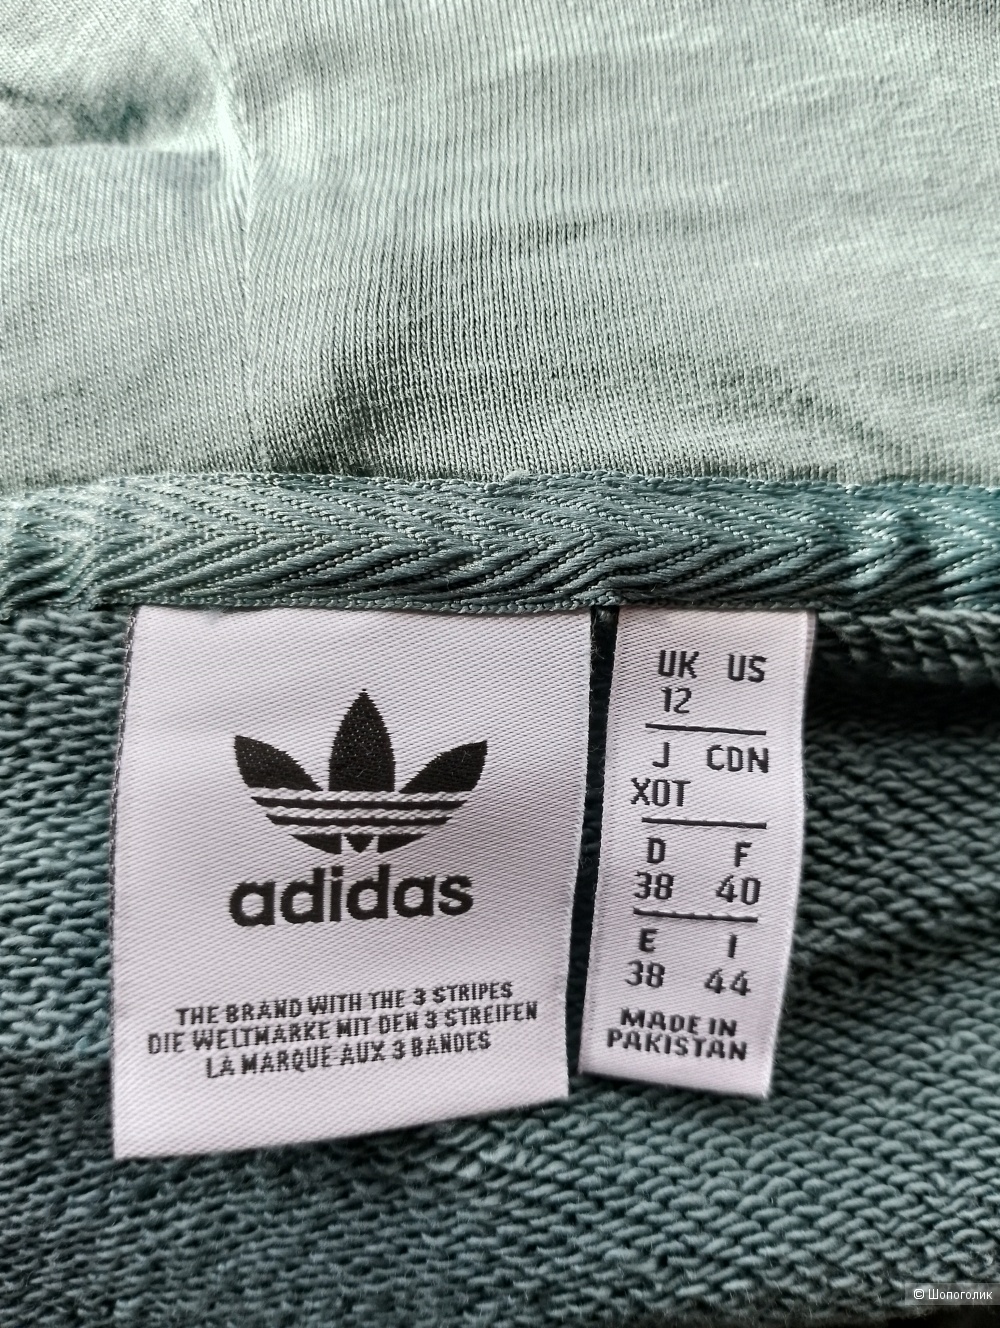 adidas
THE BRAND WITH THE 3 STRIPES
DIE WELTMARKE MIT DEN 3 STREIFEN
LA MARQUE AUX 3 BANDES
UK US
12
J CDN
XOT
D F
38 40
E I
38 44
MADE IN
PAKISTAN
© Шопоголик